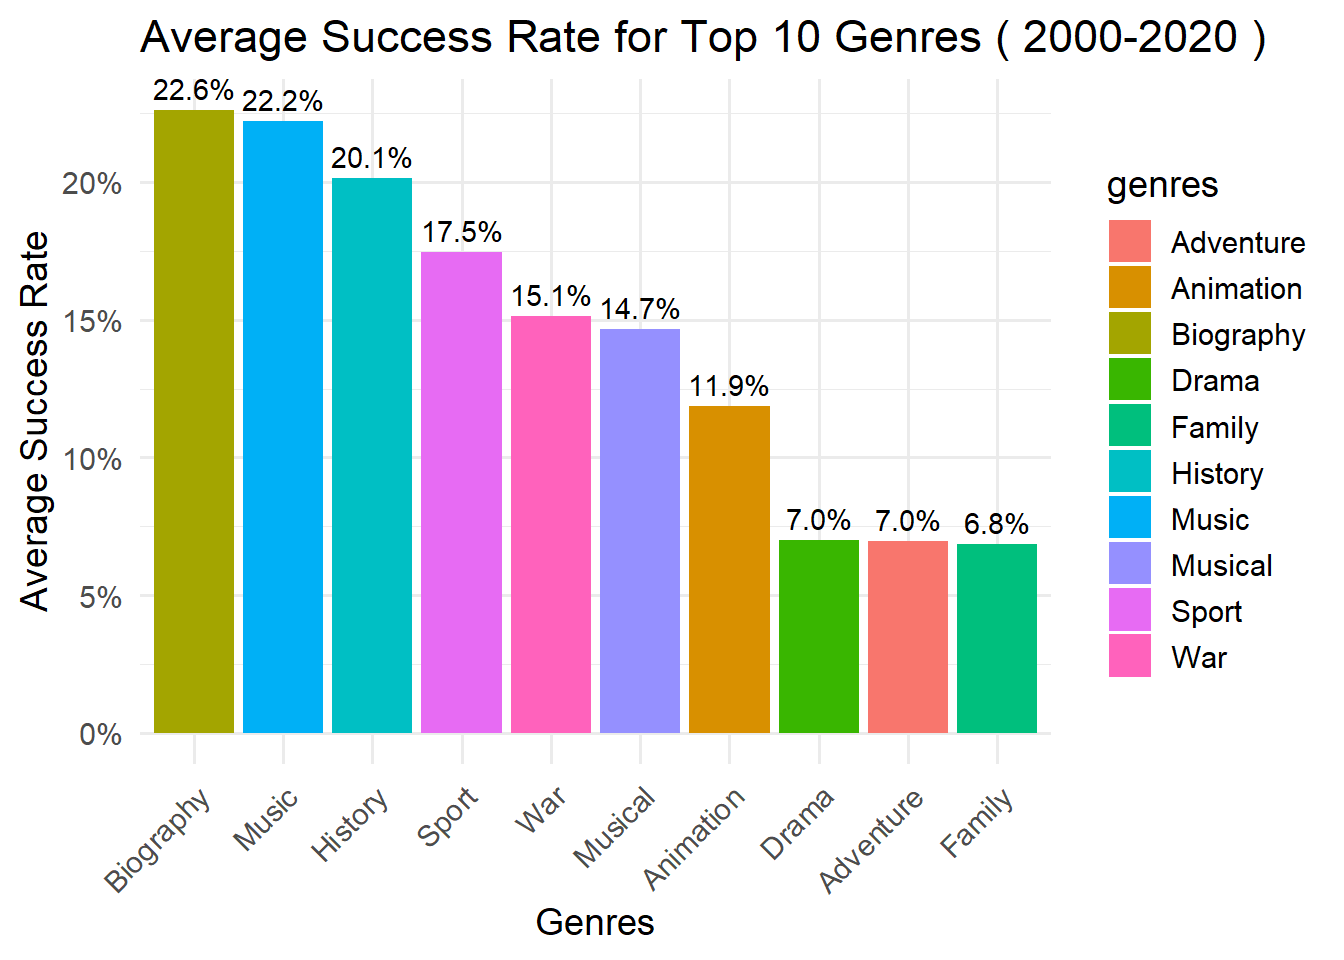 Average Success Rate for Top 10 Genres ( 2000-2020 )
Average Success Rate
20%
15%
10%
5%
0%
22.6%
22.2%
20.1%
17.5%
15.1%
14.7%
11.9%
7.0%
7.0%
6.8%
Biography
Music
History
Sport
War
Musical
Animation
Drama
Adventure
Family
Genres
genres
Adventure
Animation
Biography
Drama
Family
History
Music
Musical
Sport
War